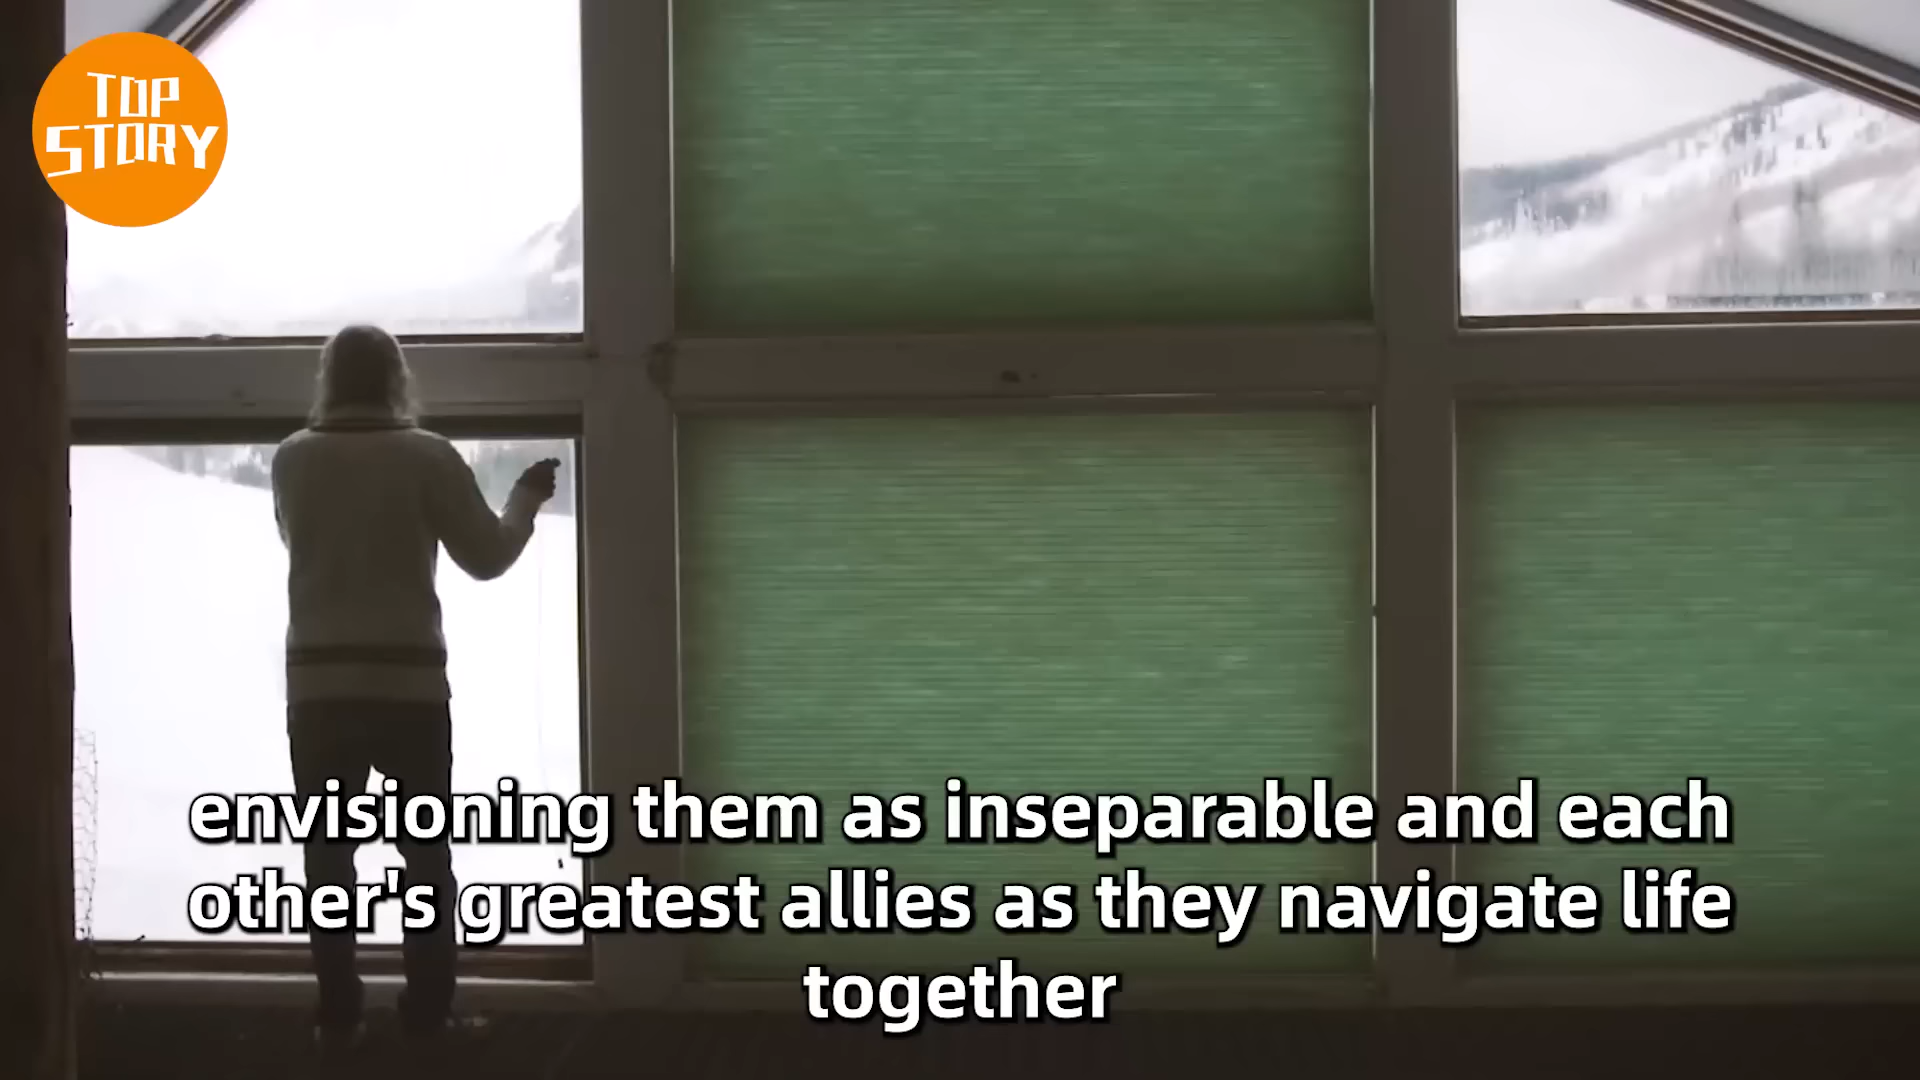 TOP
STORY
envisioning them as inseparable and each
other's greatest allies as they navigate life
together